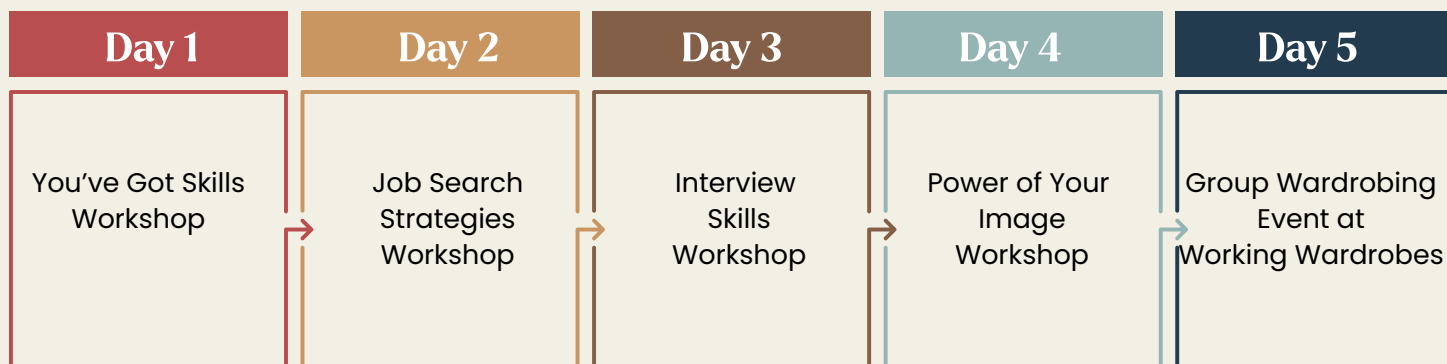 Day 1
Day 2
Day 3
Day 4
Day 5
You’ve Got Skills
Workshop
Job Search
Strategies
Workshop
Interview
Skills
Workshop
Power of Your
Image
Workshop
Group Wardrobing
Event at
Working Wardrobes